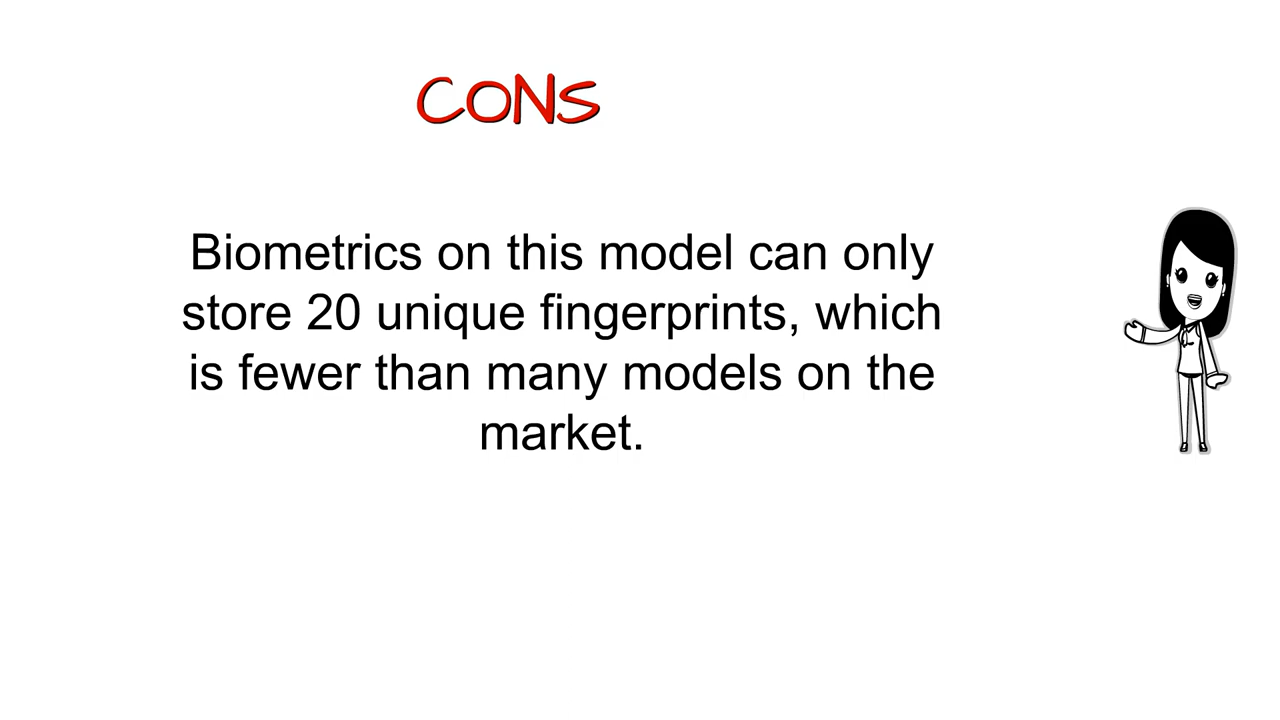 CONS
Biometrics on this model can only
store 20 unique fingerprints, which
is fewer than many models on the
market.